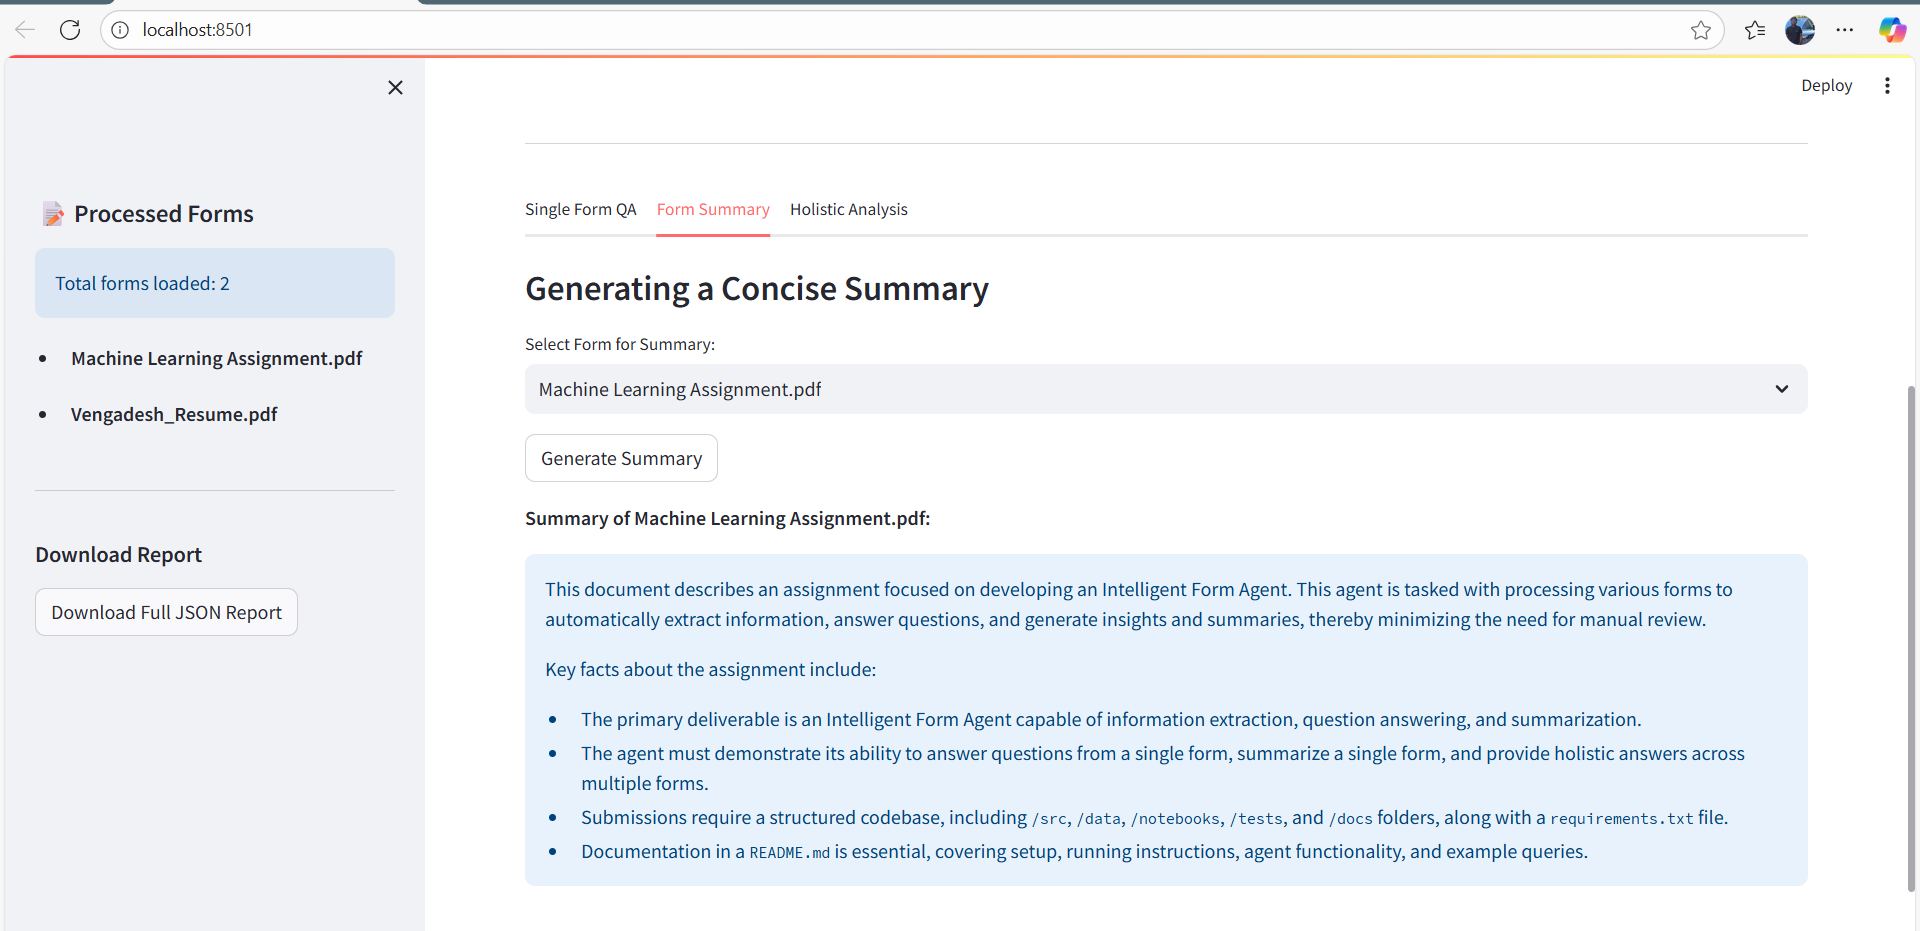 localhost:8501
Deploy
Processed Forms
Total forms loaded: 2
Machine Learning Assignment.pdf
Vengadesh_Resume.pdf
Download Report
Download Full JSON Report
Single Form QA Form Summary Holistic Analysis
Generating a Concise Summary
Select Form for Summary:
Machine Learning Assignment.pdf
Generate Summary
Summary of Machine Learning Assignment.pdf:
This document describes an assignment focused on developing an Intelligent Form Agent. This agent is tasked with processing various forms to
automatically extract information, answer questions, and generate insights and summaries, thereby minimizing the need for manual review.
Key facts about the assignment include:
• The primary deliverable is an Intelligent Form Agent capable of information extraction, question answering, and summarization.
• The agent must demonstrate its ability to answer questions from a single form, summarize a single form, and provide holistic answers across
multiple forms.
• Submissions require a structured codebase, including /src, /data, /notebooks, /tests, and /docs folders, along with a requirements.txt file.
• Documentation in a README.md is essential, covering setup, running instructions, agent functionality, and example queries.